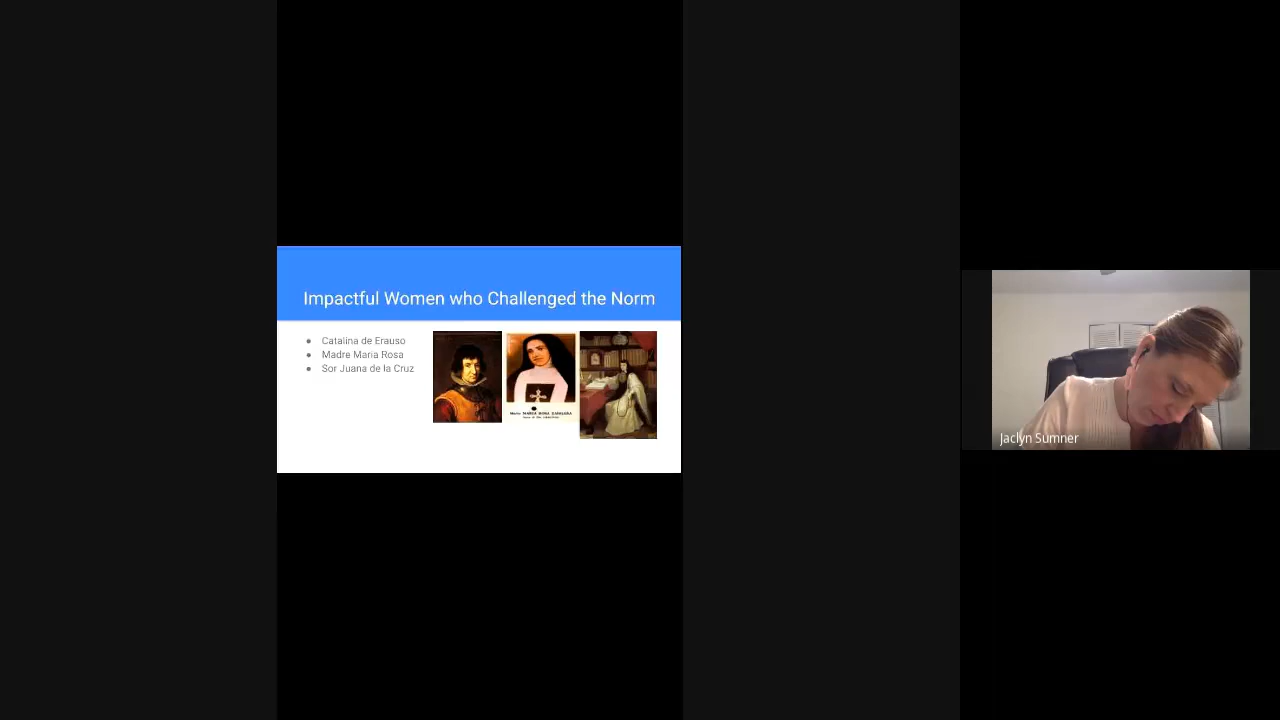 Impactful Women who Challenged the Norm
Catalina de Erauso
Madre Maria Rosa
Sor Juana de la Cruz
Jaclyn Sumner